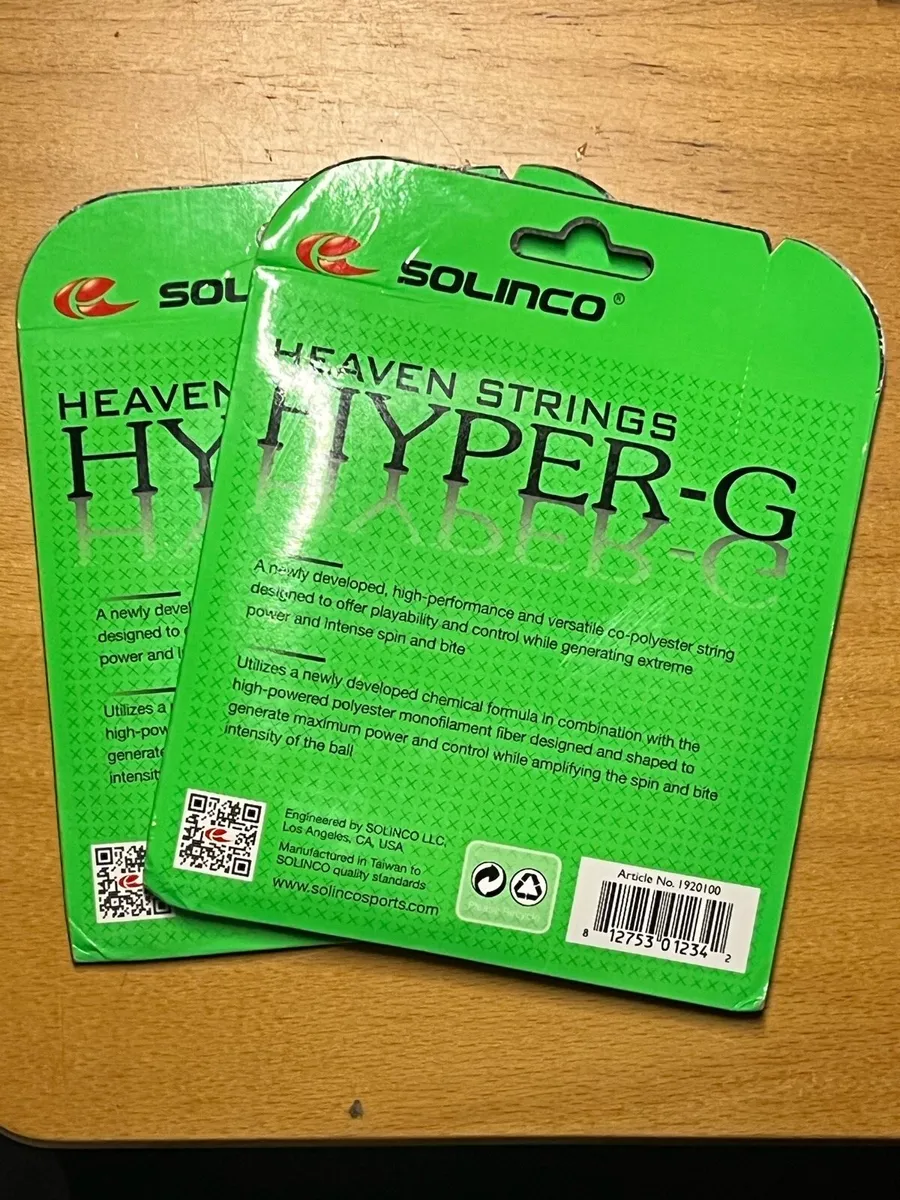 SOLINCO®
HEAVEN STRINGS
HYPER-G
A newly developed, high-performance and versatile co-polyester string
designed to offer playability and control while generating extreme
power and intense spin and bite
Utilizes a newly developed chemical formula in combination with the
high-powered polyester monofilament fiber designed and shaped to
generate maximum power and control while amplifying the spin and bite
intensity of the ball
Engineered by SOLINCO LLC,
Los Angeles, CA, USA
Manufactured in Taiwan to
SOLINCO quality standards
www.solincosports.com
Please Recycle
Article No. 1920100
8 12753 01234 2
SOL
HEAVEN
HY
A newly devel
designed to
power and i
Utilizes a
high-pow
generate
intensit